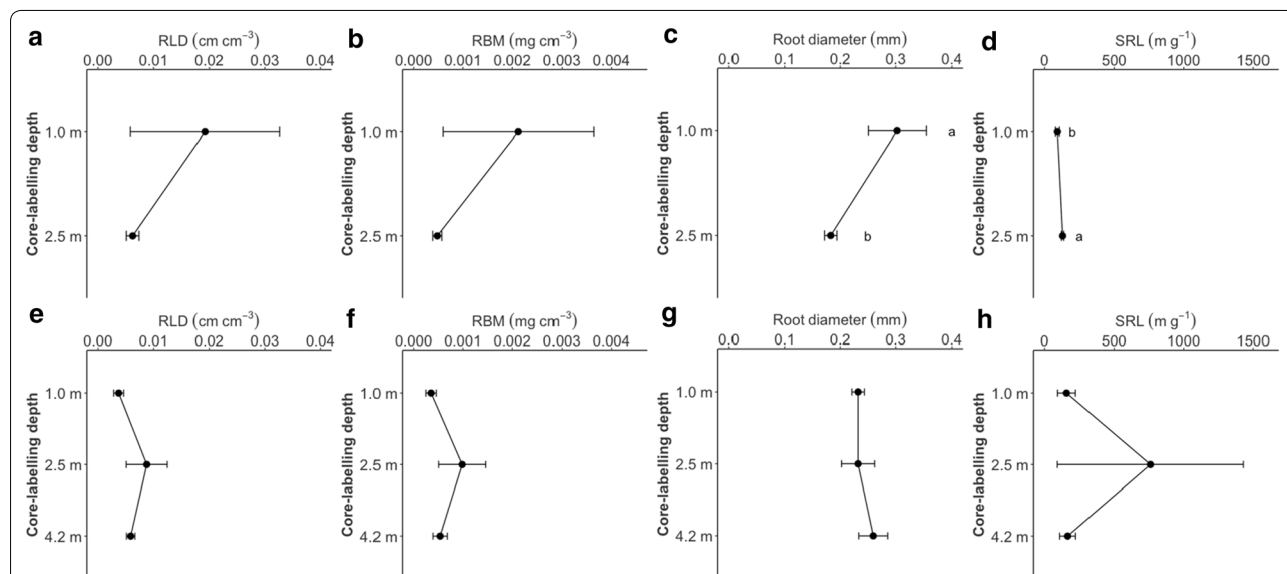 a
RLD (cm cm⁻³)
0.00 0.01 0.02 0.03 0.04
Core-labelling depth
1.0 m
2.5 m
b
RBM (mg cm⁻³)
0.000 0.001 0.002 0.003 0.004
Core-labelling depth
1.0 m
2.5 m
c
Root diameter (mm)
0.0 0.1 0.2 0.3 0.4
Core-labelling depth
1.0 m
a
2.5 m
b
d
SRL (m g⁻¹)
0 500 1000 1500
Core-labelling depth
1.0 m
b
2.5 m
a
e
RLD (cm cm⁻³)
0.00 0.01 0.02 0.03 0.04
Core-labelling depth
1.0 m
2.5 m
4.2 m
f
RBM (mg cm⁻³)
0.000 0.001 0.002 0.003 0.004
Core-labelling depth
1.0 m
2.5 m
4.2 m
g
Root diameter (mm)
0.0 0.1 0.2 0.3 0.4
Core-labelling depth
1.0 m
2.5 m
4.2 m
h
SRL (m g⁻¹)
0 500 1000 1500
Core-labelling depth
1.0 m
2.5 m
4.2 m